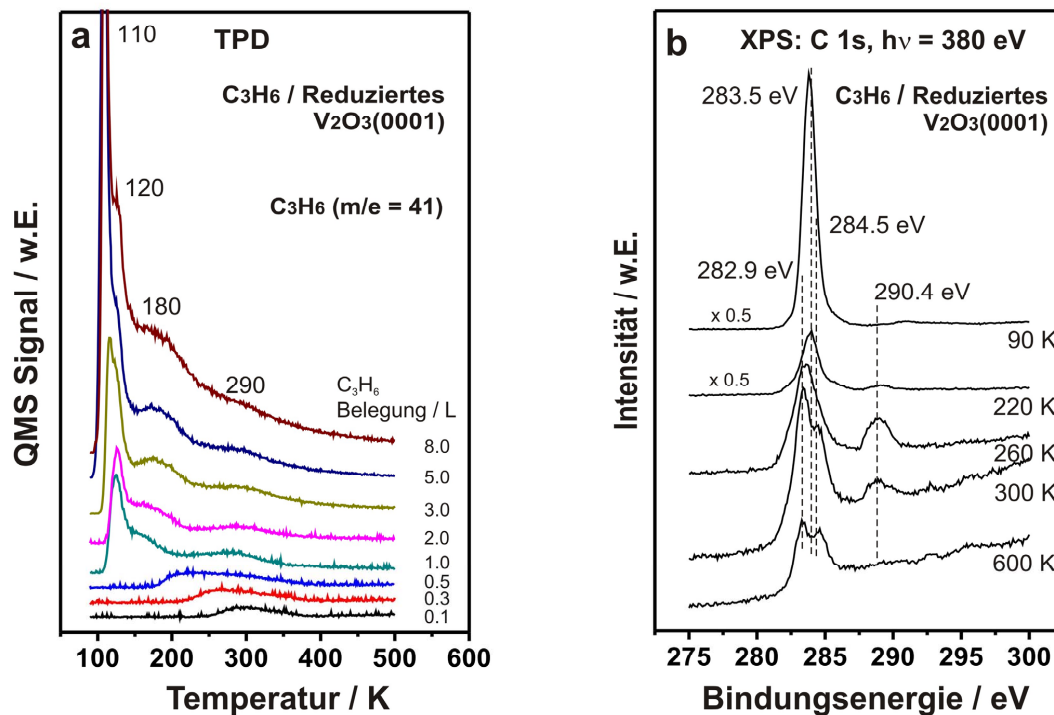 a
TPD
110
C3H6 / Reduziertes
V2O3(0001)
120
C3H6 (m/e = 41)
180
290
C3H6
Belegung / L
8.0
5.0
3.0
2.0
1.0
0.5
0.3
0.1
QMS Signal / w.E.
100 200 300 400 500 600
Temperatur / K
b
XPS: C 1s, hν = 380 eV
283.5 eV
C3H6 / Reduziertes
V2O3(0001)
284.5 eV
282.9 eV
290.4 eV
x 0.5
90 K
x 0.5
220 K
260 K
300 K
600 K
Intensität / w.E.
275 280 285 290 295 300
Bindungsenergie / eV